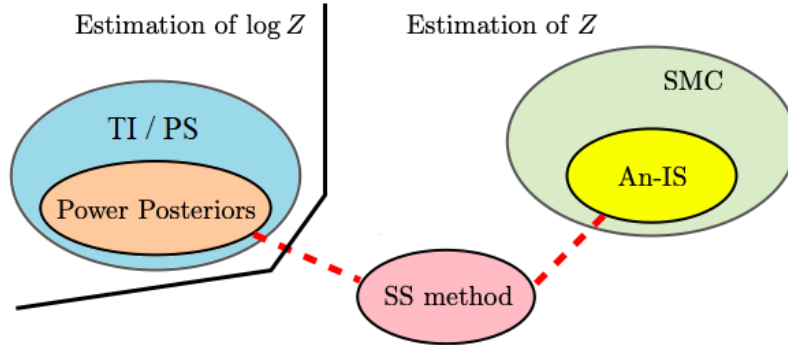 Estimation of log Z
Estimation of Z
SMC
TI / PS
An-IS
Power Posteriors
SS method